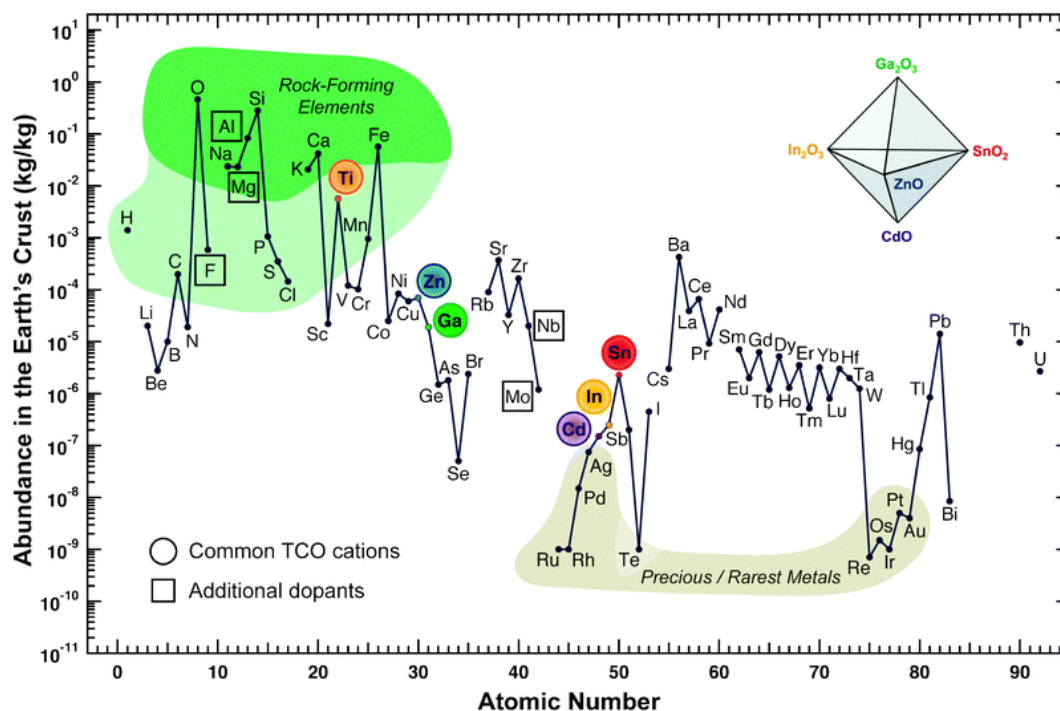 Abundance in the Earth's Crust (kg/kg)
10¹
10⁰
10⁻¹
10⁻²
10⁻³
10⁻⁴
10⁻⁵
10⁻⁶
10⁻⁷
10⁻⁸
10⁻⁹
10⁻¹⁰
10⁻¹¹
Rock-Forming
Elements
H
Li
Be
B
C
N
O
F
Na
Mg
Al
Si
P
S
Cl
K
Ca
Sc
Ti
V
Cr
Mn
Fe
Co
Ni
Cu
Zn
Ga
Ge
As
Se
Br
Rb
Sr
Y
Zr
Nb
Mo
Ru
Rh
Pd
Ag
Cd
In
Sn
Sb
Te
I
Cs
Ba
La
Ce
Pr
Nd
Sm
Eu
Gd
Tb
Dy
Ho
Er
Tm
Yb
Lu
Hf
Ta
W
Re
Os
Ir
Pt
Au
Hg
Tl
Pb
Bi
Th
U
Precious / Rarest Metals
Ga₂O₃
In₂O₃
SnO₂
ZnO
CdO
Common TCO cations
Additional dopants
0 10 20 30 40 50 60 70 80 90
Atomic Number